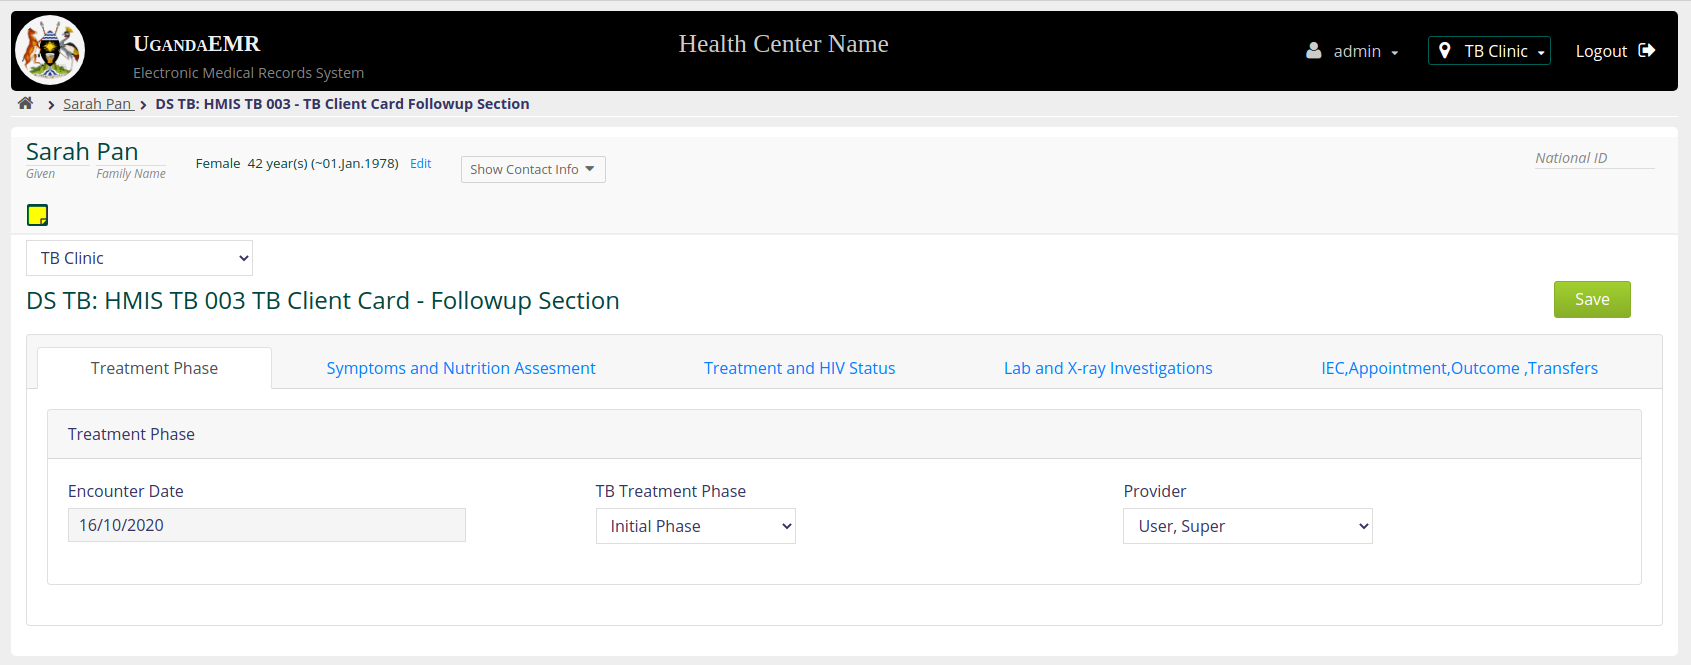 UGANDAEMR
Electronic Medical Records System
Health Center Name
admin
TB Clinic
Logout
Sarah Pan
DS TB: HMIS TB 003 - TB Client Card Followup Section
Sarah Pan
Given Family Name
Female 42 year(s) (~01.Jan.1978) Edit
Show Contact Info
National ID
TB Clinic
DS TB: HMIS TB 003 TB Client Card - Followup Section
Save
Treatment Phase Symptoms and Nutrition Assesment Treatment and HIV Status Lab and X-ray Investigations IEC,Appointment,Outcome ,Transfers
Treatment Phase
Encounter Date TB Treatment Phase Provider
16/10/2020 Initial Phase User, Super